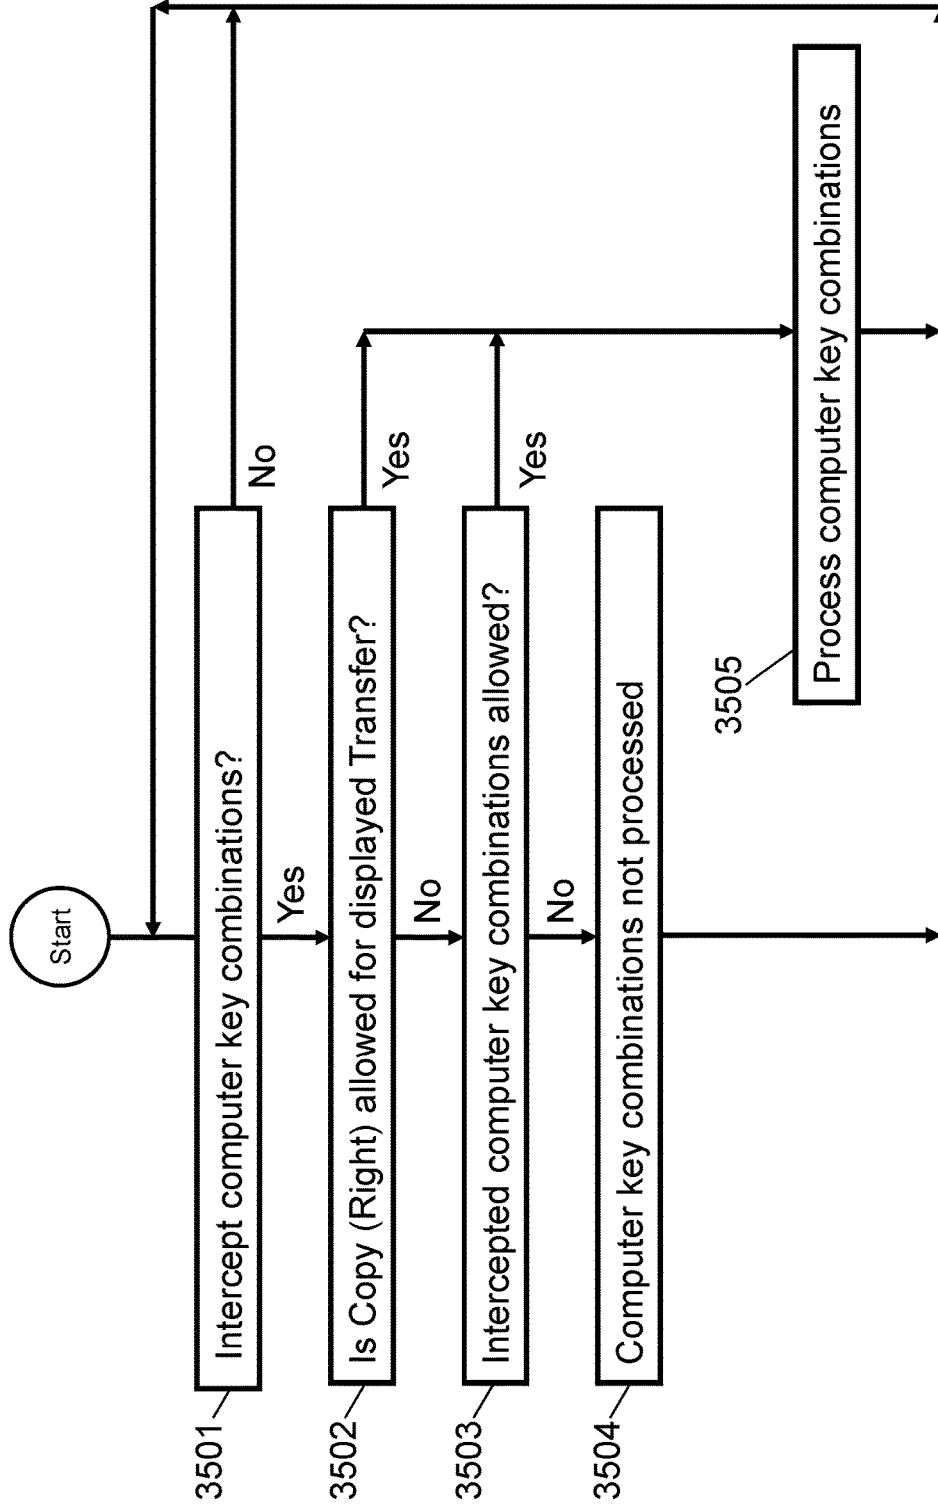 Start
3501
Intercept computer key combinations?
No
Yes
3502
Is Copy (Right) allowed for displayed Transfer?
Yes
No
3503
Intercepted computer key combinations allowed?
Yes
No
3504
Computer key combinations not processed
3505
Process computer key combinations